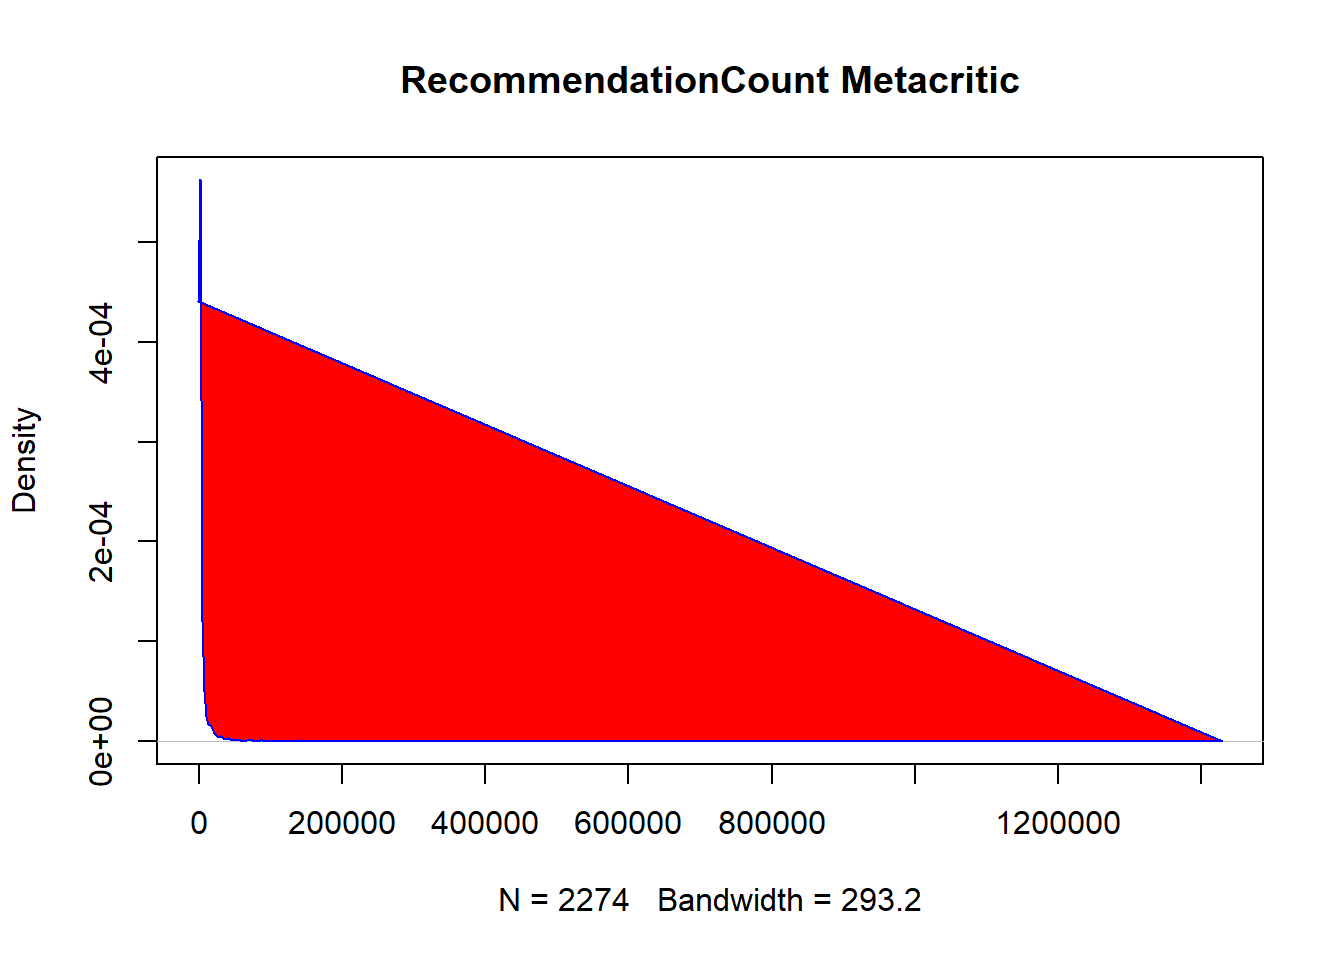 RecommendationCount Metacritic
Density
4e-04
2e-04
0e+00
0 200000 400000 600000 800000 1200000
N = 2274 Bandwidth = 293.2